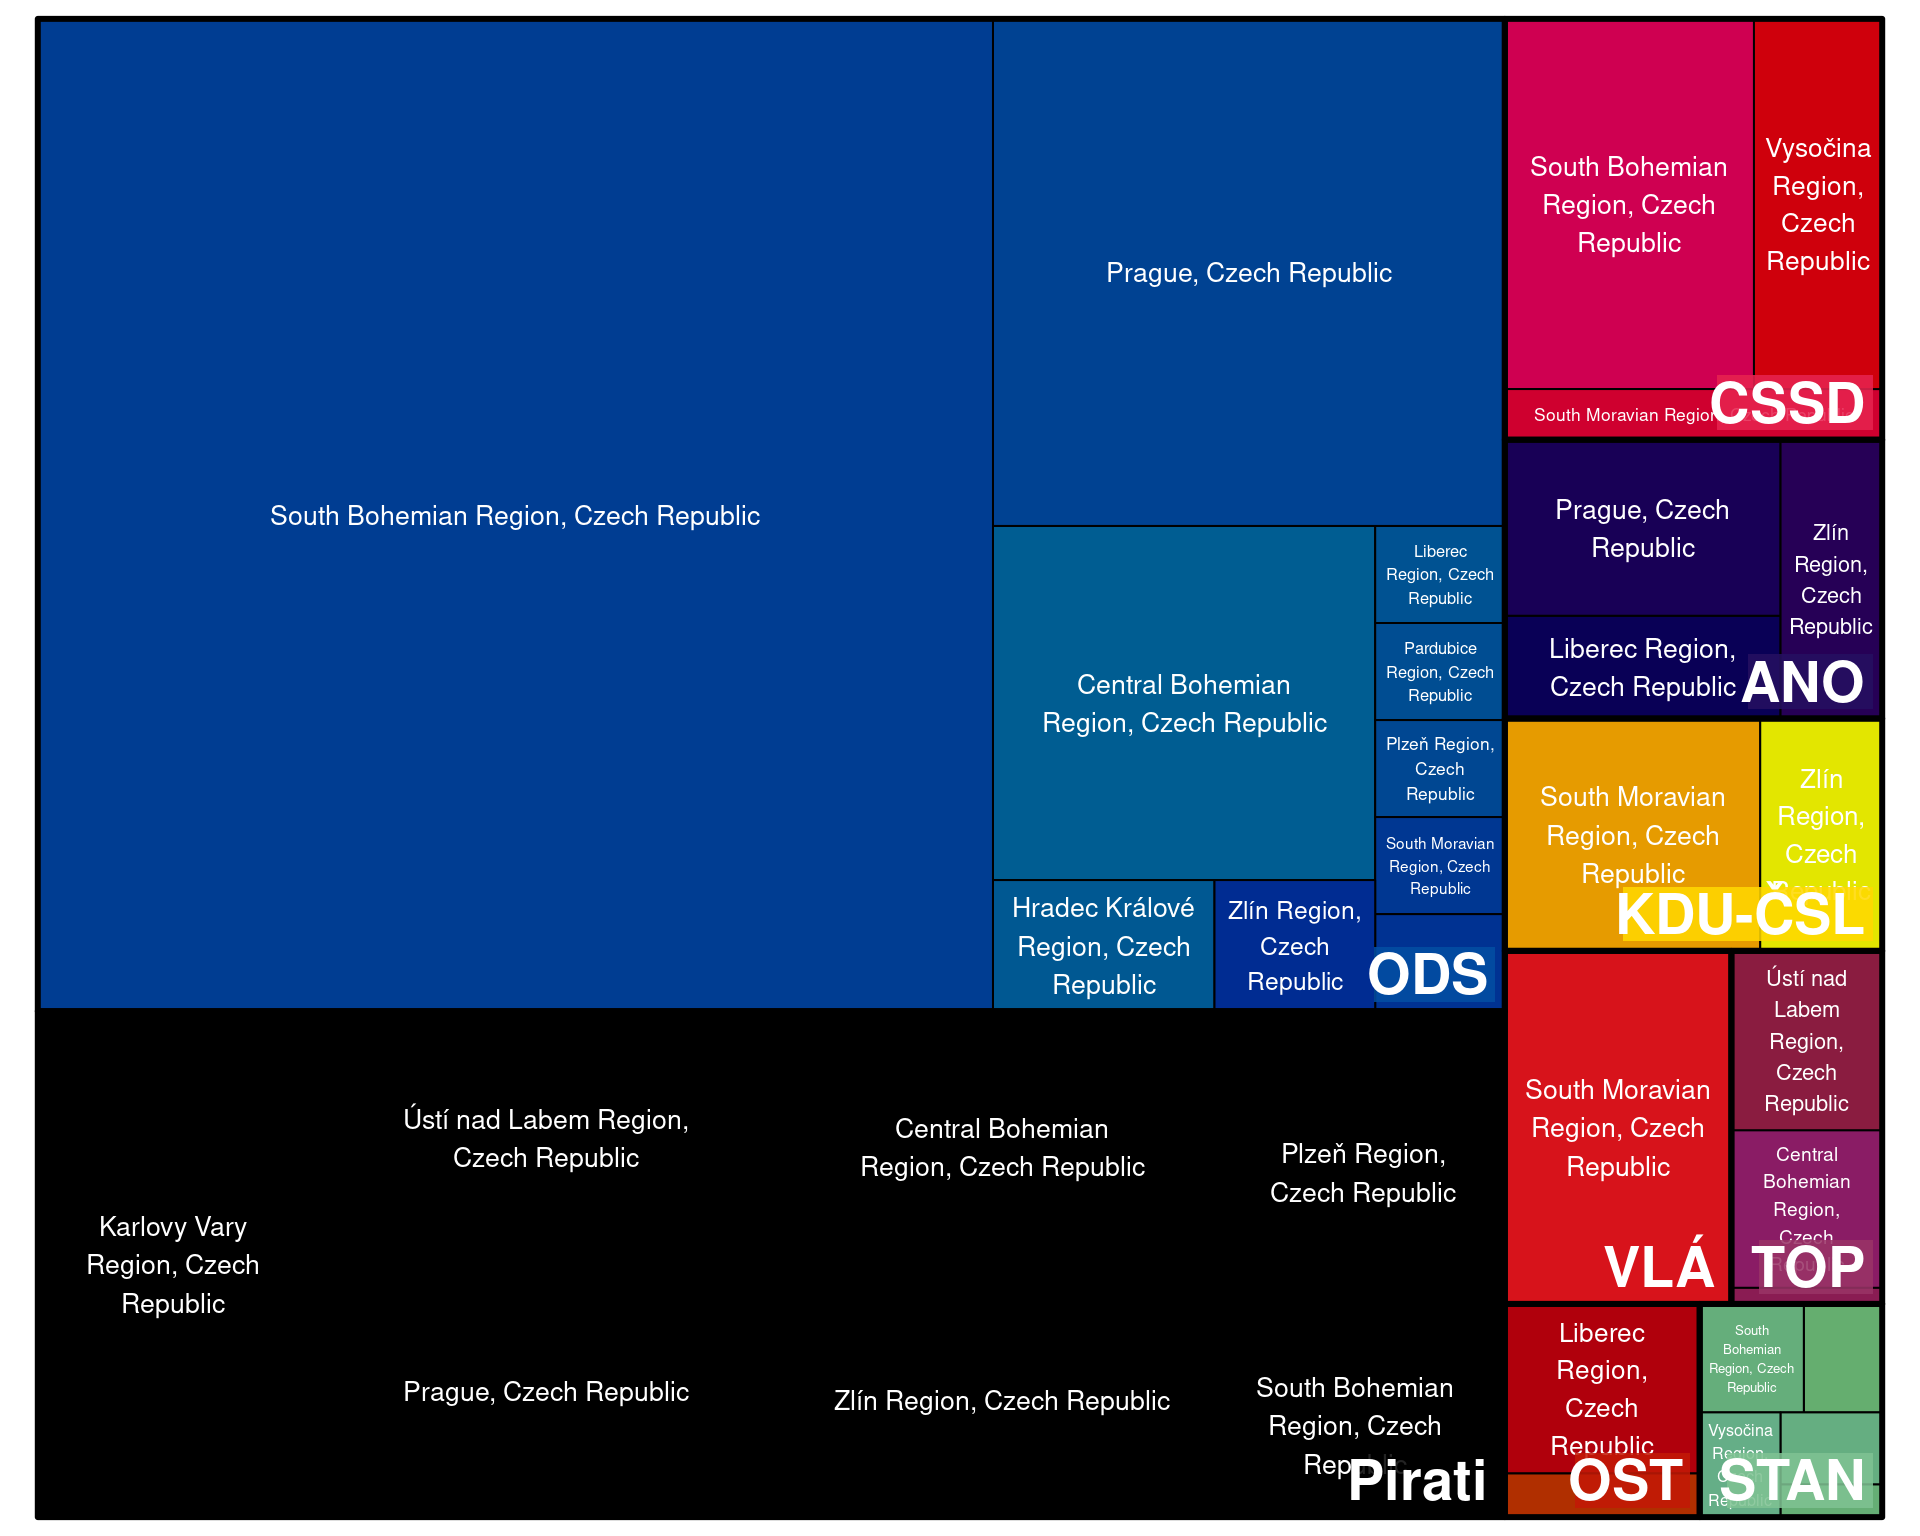 South Bohemian Region, Czech Republic
Prague, Czech Republic
Central Bohemian
Region, Czech Republic
Liberec
Region, Czech
Republic
Pardubice
Region, Czech
Republic
Plzeň Region,
Czech
Republic
South Moravian
Region, Czech
Republic
Hradec Králové
Region, Czech
Republic
Zlín Region,
Czech
Republic
ODS
Karlovy Vary
Region, Czech
Republic
Ústí nad Labem Region,
Czech Republic
Prague, Czech Republic
Central Bohemian
Region, Czech Republic
Zlín Region, Czech Republic
Plzeň Region,
Czech Republic
South Bohemian
Region, Czech
Republic
Pirati
South Bohemian
Region, Czech
Republic
Vysočina
Region,
Czech
Republic
South Moravian Region, Czech Republic
CSSD
Prague, Czech
Republic
Zlín
Region,
Czech
Republic
Liberec Region,
Czech Republic
ANO
South Moravian
Region, Czech
Republic
Zlín
Region,
Czech
Republic
KDU-ČSL
South Moravian
Region, Czech
Republic
VLÁ
Ústí nad
Labem
Region,
Czech
Republic
Central
Bohemian
Region,
Czech
Republic
TOP
Liberec
Region,
Czech
Republic
OST
South
Bohemian
Region, Czech
Republic
Vysočina
Region,
Czech
Republic
STAN